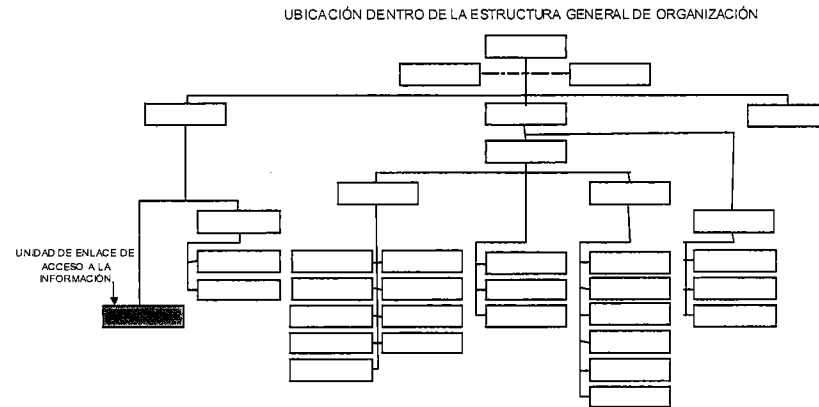 UBICACIÓN DENTRO DE LA ESTRUCTURA GENERAL DE ORGANIZACIÓN
UNIDAD DE ENLACE DE
ACCESO A LA
INFORMACIÓN